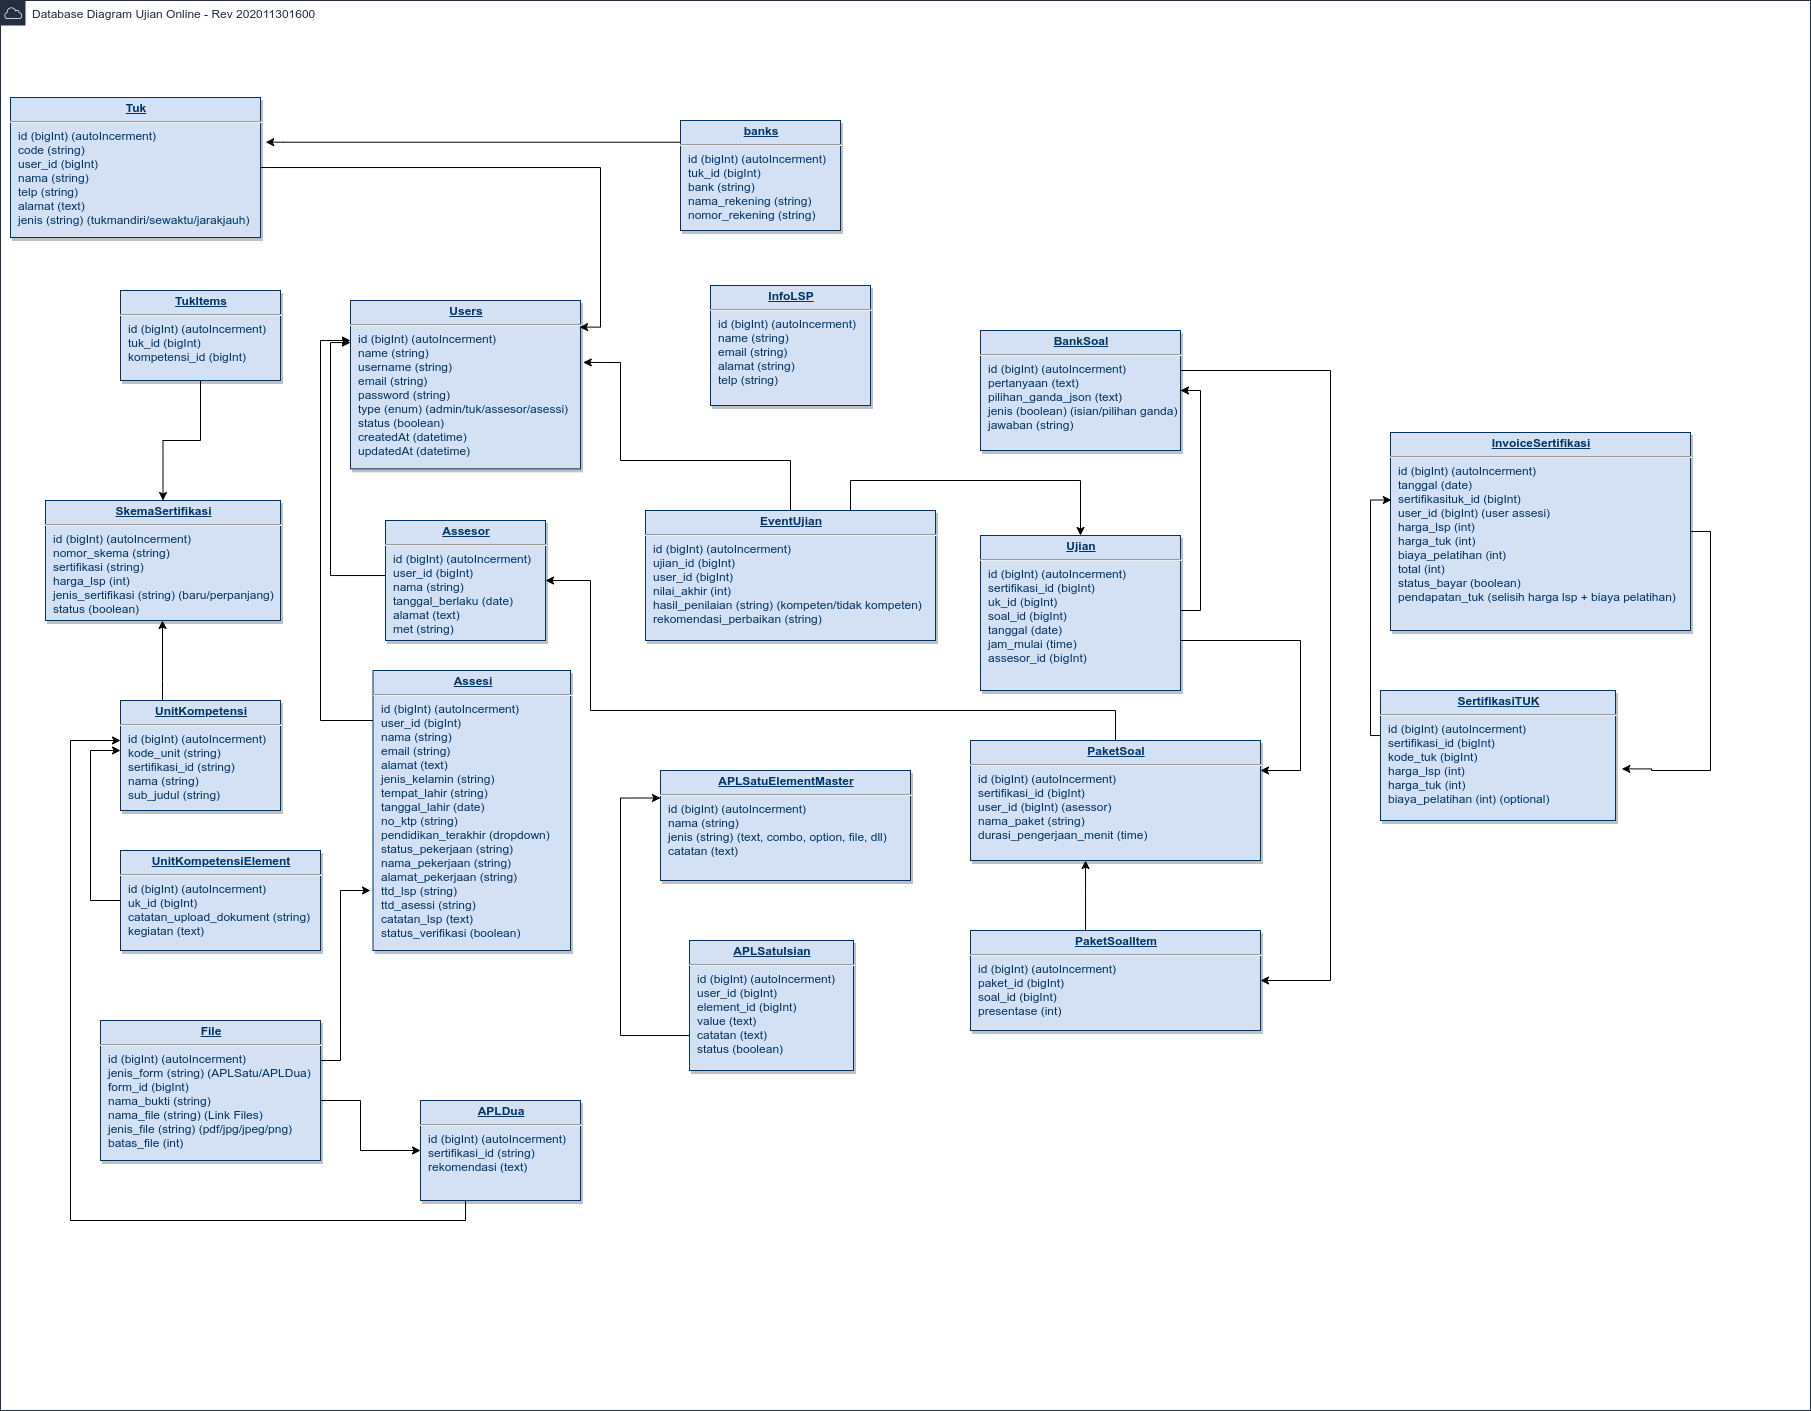 Database Diagram Ujian Online - Rev 202011301600
Tuk
id (bigInt) (autoIncerment)
code (string)
user_id (bigInt)
nama (string)
telp (string)
alamat (text)
jenis (string) (tukmandiri/sewaktu/jarakjauh)
banks
id (bigInt) (autoIncerment)
tuk_id (bigInt)
bank (string)
nama_rekening (string)
nomor_rekening (string)
TukItems
id (bigInt) (autoIncerment)
tuk_id (bigInt)
kompetensi_id (bigInt)
Users
id (bigInt) (autoIncerment)
name (string)
username (string)
email (string)
password (string)
type (enum) (admin/tuk/assesor/asessi)
status (boolean)
createdAt (datetime)
updatedAt (datetime)
InfoLSP
id (bigInt) (autoIncerment)
name (string)
email (string)
alamat (string)
telp (string)
BankSoal
id (bigInt) (autoIncerment)
pertanyaan (text)
pilihan_ganda_json (text)
jenis (boolean) (isian/pilihan ganda)
jawaban (string)
InvoiceSertifikasi
id (bigInt) (autoIncerment)
tanggal (date)
sertifikasituk_id (bigInt)
user_id (bigInt) (user assesi)
harga_lsp (int)
harga_tuk (int)
biaya_pelatihan (int)
total (int)
status_bayar (boolean)
pendapatan_tuk (selisih harga lsp + biaya pelatihan)
SkemaSertifikasi
id (bigInt) (autoIncerment)
nomor_skema (string)
sertifikasi (string)
harga_lsp (int)
jenis_sertifikasi (string) (baru/perpanjang)
status (boolean)
Assesor
id (bigInt) (autoIncerment)
user_id (bigInt)
nama (string)
tanggal_berlaku (date)
alamat (text)
met (string)
EventUjian
id (bigInt) (autoIncerment)
ujian_id (bigInt)
user_id (bigInt)
nilai_akhir (int)
hasil_penilaian (string) (kompeten/tidak kompeten)
rekomendasi_perbaikan (string)
Ujian
id (bigInt) (autoIncerment)
sertifikasi_id (bigInt)
uk_id (bigInt)
soal_id (bigInt)
tanggal (date)
jam_mulai (time)
assesor_id (bigInt)
Assesi
id (bigInt) (autoIncerment)
user_id (bigInt)
nama (string)
email (string)
alamat (text)
jenis_kelamin (string)
tempat_lahir (string)
tanggal_lahir (date)
no_ktp (string)
pendidikan_terakhir (dropdown)
status_pekerjaan (string)
nama_pekerjaan (string)
alamat_pekerjaan (string)
ttd_lsp (string)
ttd_asessi (string)
catatan_lsp (text)
status_verifikasi (boolean)
SertifikasiTUK
id (bigInt) (autoIncerment)
sertifikasi_id (bigInt)
kode_tuk (bigInt)
harga_lsp (int)
harga_tuk (int)
biaya_pelatihan (int) (optional)
UnitKompetensi
id (bigInt) (autoIncerment)
kode_unit (string)
sertifikasi_id (string)
nama (string)
sub_judul (string)
PaketSoal
id (bigInt) (autoIncerment)
sertifikasi_id (bigInt)
user_id (bigInt) (asessor)
nama_paket (string)
durasi_pengerjaan_menit (time)
APLSatuElementMaster
id (bigInt) (autoIncerment)
nama (string)
jenis (string) (text, combo, option, file, dll)
catatan (text)
UnitKompetensiElement
id (bigInt) (autoIncerment)
uk_id (bigInt)
catatan_upload_dokument (string)
kegiatan (text)
PaketSoalItem
id (bigInt) (autoIncerment)
paket_id (bigInt)
soal_id (bigInt)
presentase (int)
APLSatuIsian
id (bigInt) (autoIncerment)
user_id (bigInt)
element_id (bigInt)
value (text)
catatan (text)
status (boolean)
File
id (bigInt) (autoIncerment)
jenis_form (string) (APLSatu/APLDua)
form_id (bigInt)
nama_bukti (string)
nama_file (string) (Link Files)
jenis_file (string) (pdf/jpg/jpeg/png)
batas_file (int)
APLDua
id (bigInt) (autoIncerment)
sertifikasi_id (string)
rekomendasi (text)